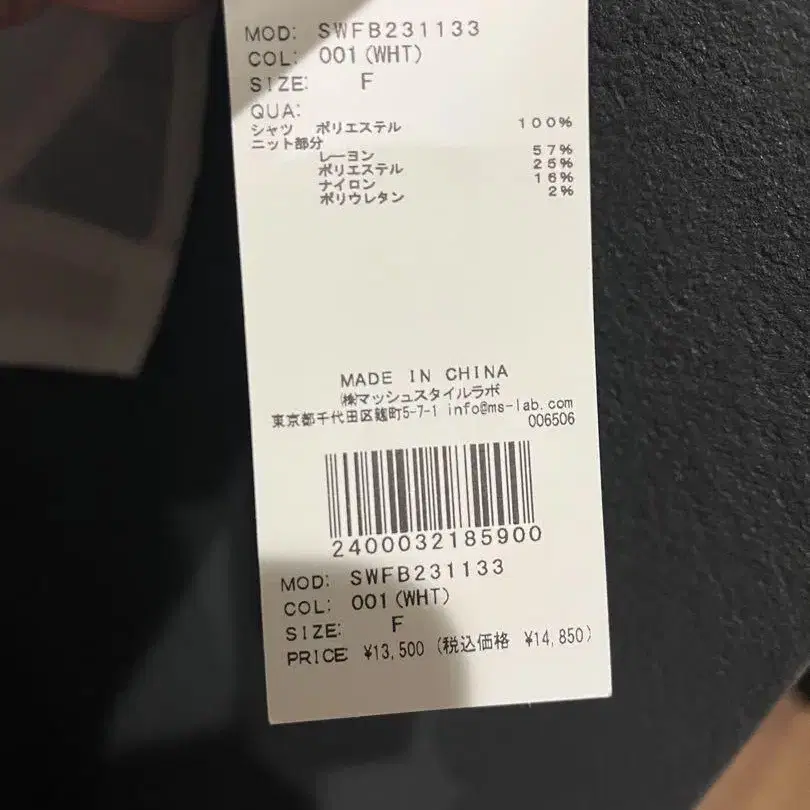 MOD: SWFB231133
COL: 001(WHT)
SIZE: F
QUA:
シャツ ポリエステル 100%
ニット部分
レーヨン 57%
ポリエステル 25%
ナイロン 16%
ポリウレタン 2%
MADE IN CHINA
㈱マッシュスタイルラボ
東京都千代田区麹町5-7-1 info@ms-lab.com
006506
2400032185900
MOD: SWFB231133
COL: 001(WHT)
SIZE: F
PRICE: ¥13,500 (税込価格 ¥14,850)